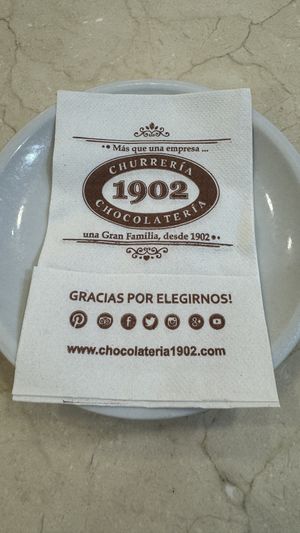 Más que una empresa ...
CHURRERÍA
1902
CHOCOLATERÍA
una Gran Familia, desde 1902
GRACIAS POR ELEGIRNOS!
www.chocolateria1902.com